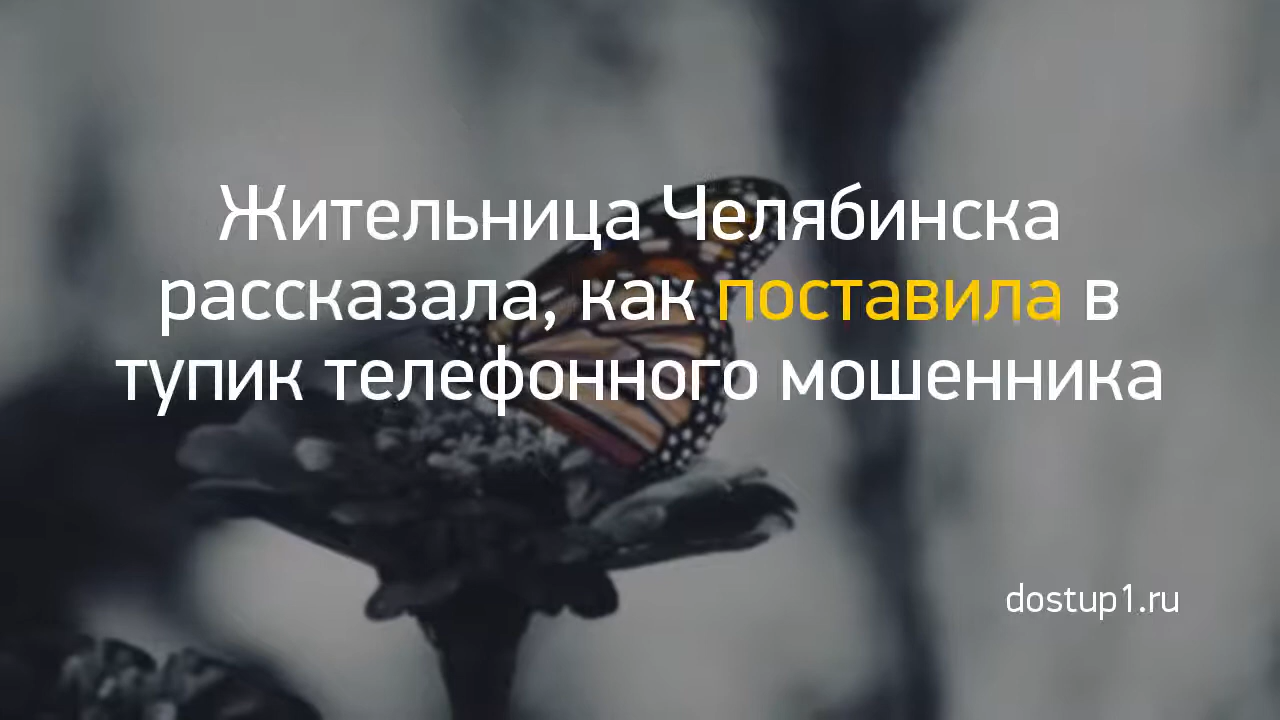 Жительница Челябинска
рассказала, как поставила в
тупик телефонного мошенника
dostup1.ru